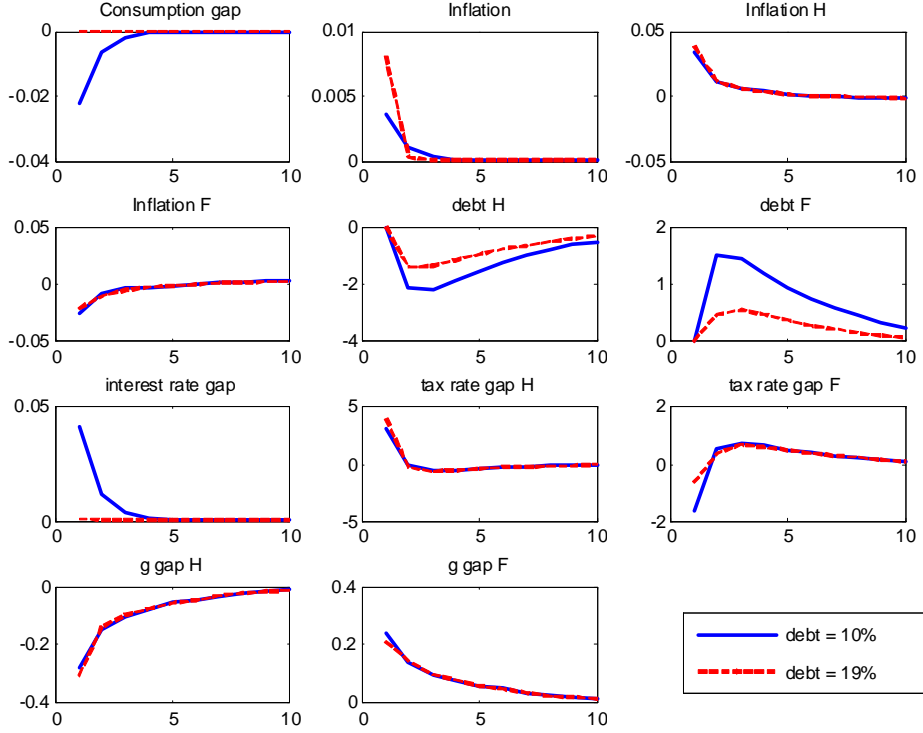 Consumption gap
0
-0.02
-0.04
0 5 10
Inflation
0.01
0.005
0
0 5 10
Inflation H
0.05
0
-0.05
0 5 10
Inflation F
0.05
0
-0.05
0 5 10
debt H
0
-2
-4
0 5 10
debt F
2
1
0
0 5 10
interest rate gap
0.05
0
0 5 10
tax rate gap H
5
0
-5
0 5 10
tax rate gap F
2
0
-2
0 5 10
g gap H
0
-0.2
-0.4
0 5 10
g gap F
0.4
0.2
0
0 5 10
debt = 10%
debt = 19%